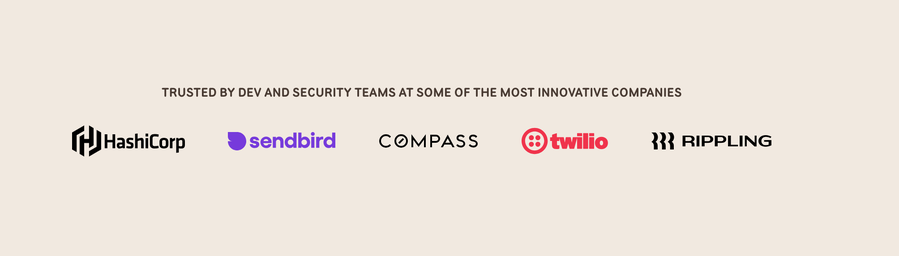 TRUSTED BY DEV AND SECURITY TEAMS AT SOME OF THE MOST INNOVATIVE COMPANIES
HashiCorp sendbird COMPASS twilio RIPPLING